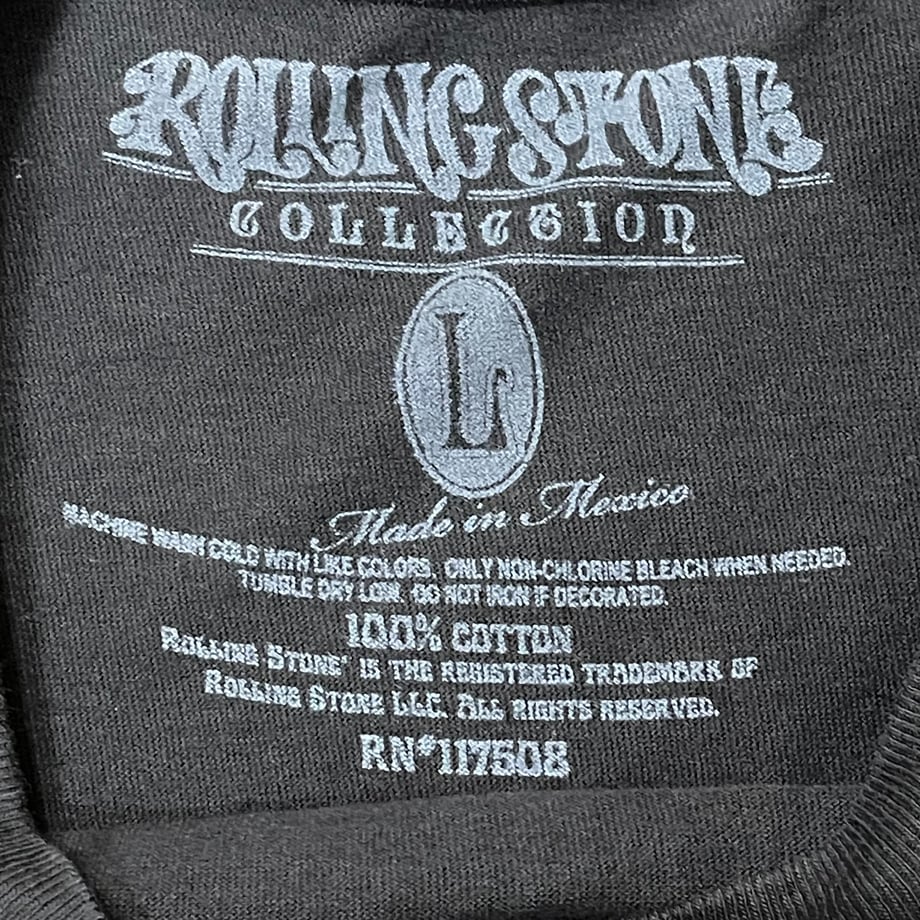 ROLLING STONE
COLLECTION
L
Made in Mexico
MACHINE WASH COLD WITH LIKE COLORS. ONLY NON-CHLORINE BLEACH WHEN NEEDED.
TUMBLE DRY LOW. DO NOT IRON IF DECORATED.
100% COTTON
ROLLING STONE® IS THE REGISTERED TRADEMARK OF
ROLLING STONE LLC. ALL RIGHTS RESERVED.
RN#117508